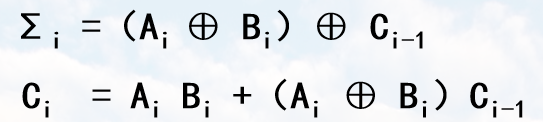 Σᵢ = (Aᵢ ⊕ Bᵢ) ⊕ Cᵢ₋₁
Cᵢ = Aᵢ Bᵢ + (Aᵢ ⊕ Bᵢ) Cᵢ₋₁